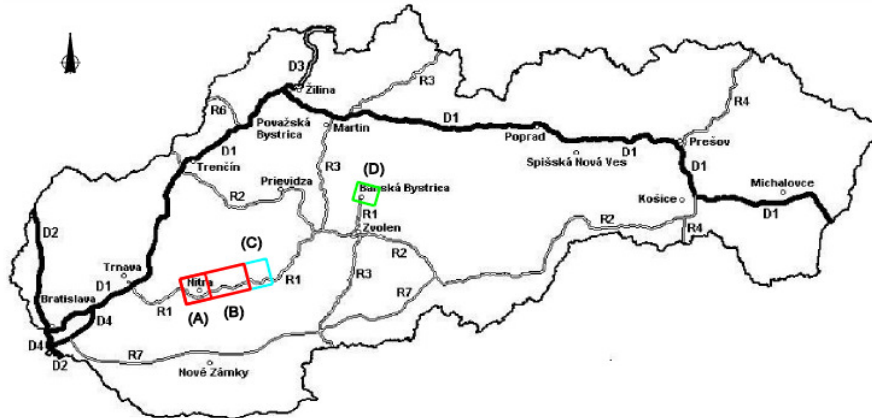 D3
R3
Žilina
R4
R6
Považská
Bystrica
Martin
D1
D1
Poprad
D1
Prešov
Trenčín
R3
Spišská Nová Ves
D1
(D)
R2
Prievidza
Banská Bystrica
Michalovce
R1
Košice
D2
Zvolen
R2
D1
(C)
R4
Trnava
R2
Nitra
R1
D1
R3
Bratislava
R7
R1
(A)
(B)
D4
D4
R7
D2
Nové Zámky